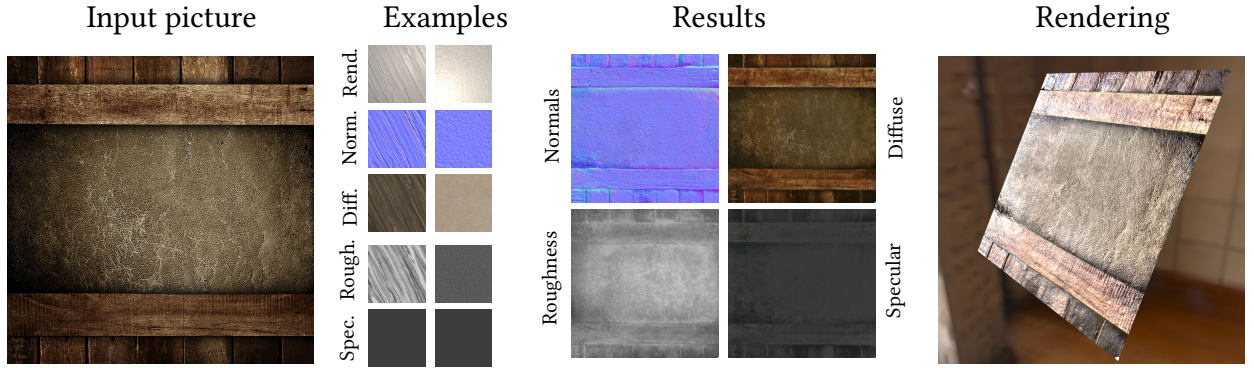 Input picture
Examples
Results
Rendering
Rend.
Norm.
Diff.
Rough.
Spec.
Normals
Diffuse
Roughness
Specular